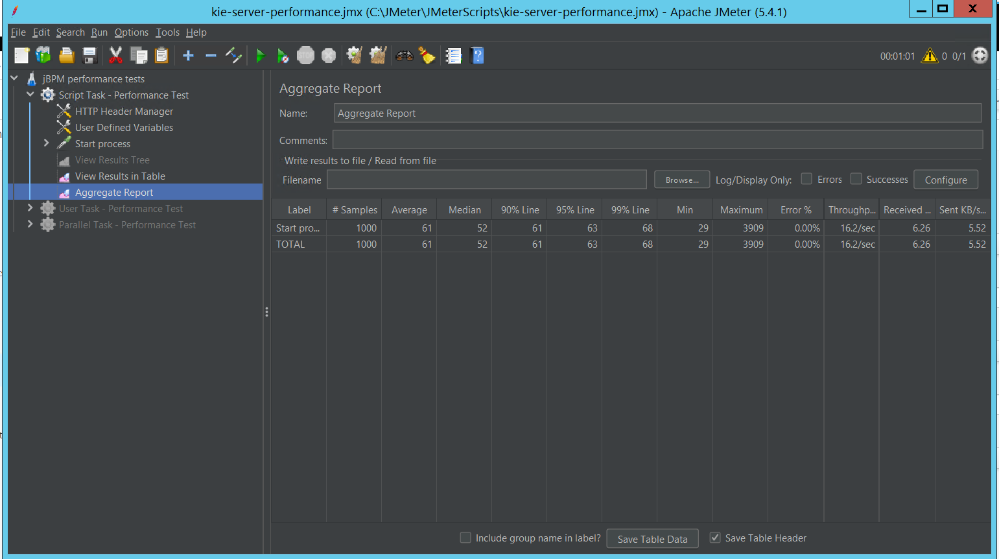 kie-server-performance.jmx (C:\JMeter\JMeterScripts\kie-server-performance.jmx) - Apache JMeter (5.4.1)
File Edit Search Run Options Tools Help
00:01:01 0 0/1
jBPM performance tests
Script Task - Performance Test
HTTP Header Manager
User Defined Variables
Start process
View Results Tree
View Results in Table
Aggregate Report
User Task - Performance Test
Parallel Task - Performance Test
Aggregate Report
Name: Aggregate Report
Comments:
Write results to file / Read from file
Filename Browse... Log/Display Only: Errors Successes Configure
Label # Samples Average Median 90% Line 95% Line 99% Line Min Maximum Error % Throughp... Received ... Sent KB/s...
Start pro... 1000 61 52 61 63 68 29 3909 0.00% 16.2/sec 6.26 5.52
TOTAL 1000 61 52 61 63 68 29 3909 0.00% 16.2/sec 6.26 5.52
Include group name in label? Save Table Data Save Table Header